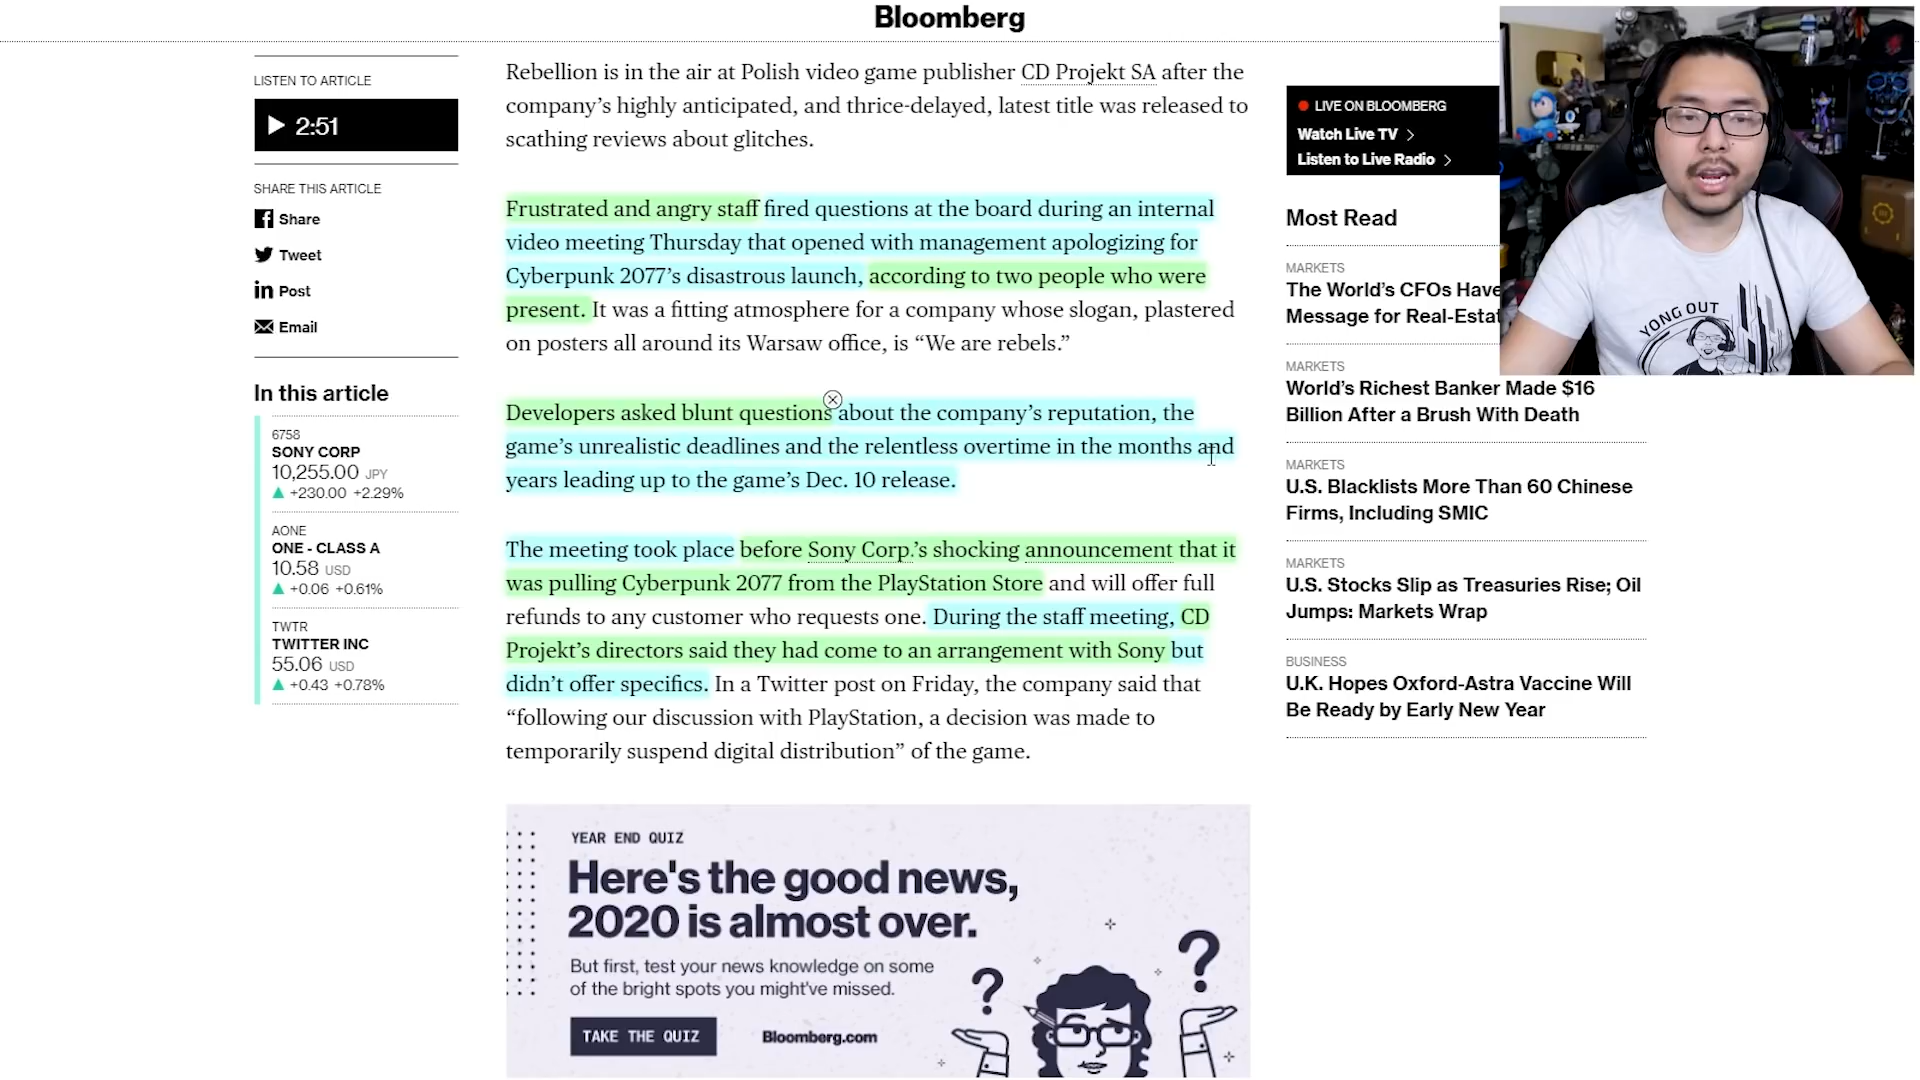 Bloomberg
LISTEN TO ARTICLE
2:51
SHARE THIS ARTICLE
Share
Tweet
Post
Email
In this article
6758
SONY CORP
10,255.00 JPY
+230.00 +2.29%
AONE
ONE - CLASS A
10.58 USD
+0.06 +0.61%
TWTR
TWITTER INC
55.06 USD
+0.43 +0.78%
Rebellion is in the air at Polish video game publisher CD Projekt SA after the
company’s highly anticipated, and thrice-delayed, latest title was released to
scathing reviews about glitches.
Frustrated and angry staff fired questions at the board during an internal
video meeting Thursday that opened with management apologizing for
Cyberpunk 2077’s disastrous launch, according to two people who were
present. It was a fitting atmosphere for a company whose slogan, plastered
on posters all around its Warsaw office, is “We are rebels.”
Developers asked blunt questions about the company’s reputation, the
game’s unrealistic deadlines and the relentless overtime in the months and
years leading up to the game’s Dec. 10 release.
The meeting took place before Sony Corp.’s shocking announcement that it
was pulling Cyberpunk 2077 from the PlayStation Store and will offer full
refunds to any customer who requests one. During the staff meeting, CD
Projekt’s directors said they had come to an arrangement with Sony but
didn’t offer specifics. In a Twitter post on Friday, the company said that
“following our discussion with PlayStation, a decision was made to
temporarily suspend digital distribution” of the game.
YEAR END QUIZ
Here's the good news,
2020 is almost over.
But first, test your news knowledge on some
of the bright spots you might've missed.
TAKE THE QUIZ
Bloomberg.com
LIVE ON BLOOMBERG
Watch Live TV
Listen to Live Radio
Most Read
MARKETS
The World’s CFOs Have
Message for Real-Estat
MARKETS
World’s Richest Banker Made $16
Billion After a Brush With Death
MARKETS
U.S. Blacklists More Than 60 Chinese
Firms, Including SMIC
MARKETS
U.S. Stocks Slip as Treasuries Rise; Oil
Jumps: Markets Wrap
BUSINESS
U.K. Hopes Oxford-Astra Vaccine Will
Be Ready by Early New Year
YONG OUT